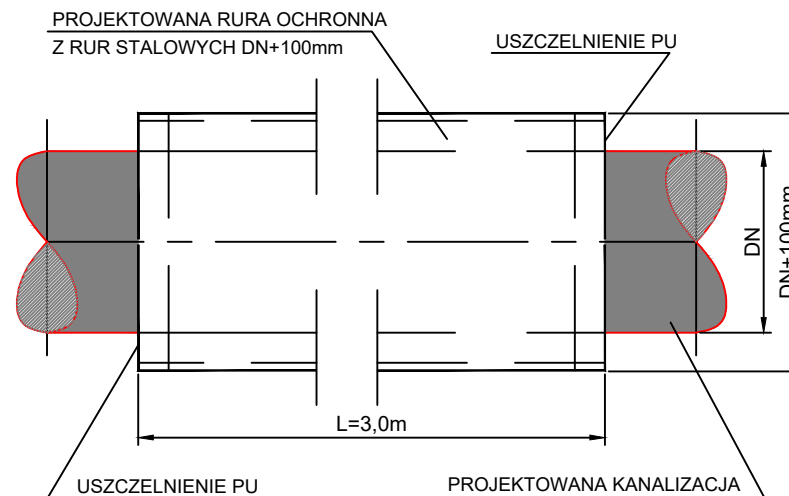 PROJEKTOWANA RURA OCHRONNA
Z RUR STALOWYCH DN+100mm
USZCZELNIENIE PU
DN
DN+100mm
L=3,0m
USZCZELNIENIE PU
PROJEKTOWANA KANALIZACJA